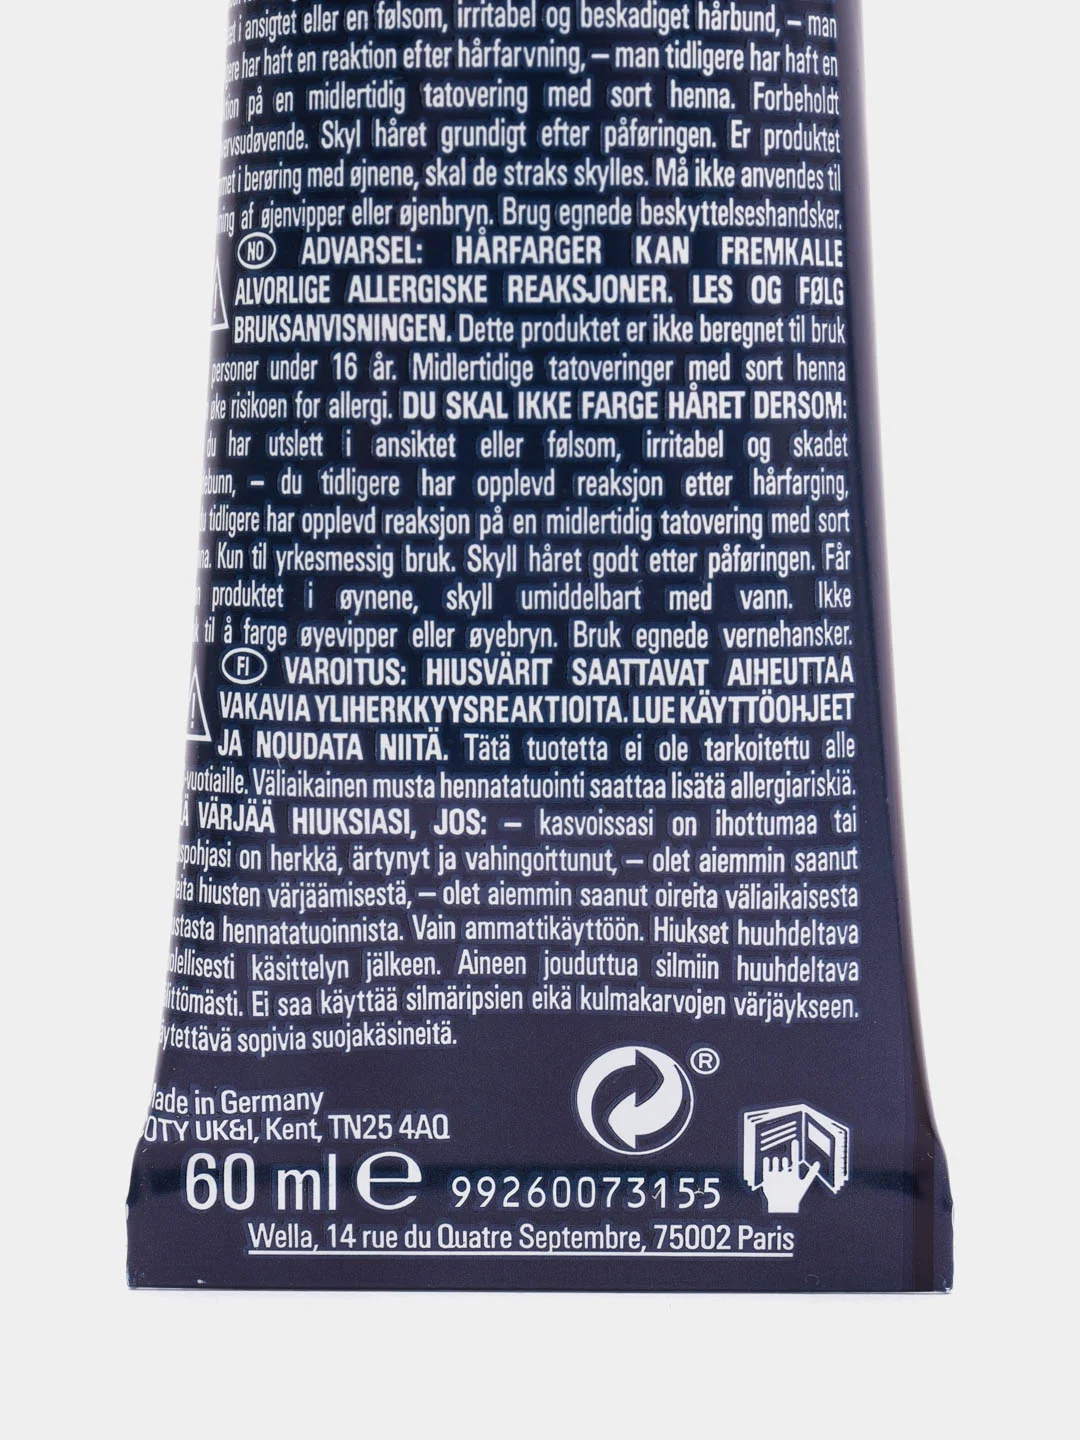 i ansigtet eller en følsom, irritabel og beskadiget hårbund, – man
har haft en reaktion efter hårfarvning, – man tidligere har haft en
på en midlertidig tatovering med sort henna. Forbeholdt
Skyl håret grundigt efter påføringen. Er produktet
i berøring med øjnene, skal de straks skylles. Må ikke anvendes til
af øjenvipper eller øjenbryn. Brug egnede beskyttelseshandsker.
NO ADVARSEL: HÅRFARGER KAN FREMKALLE
ALVORLIGE ALLERGISKE REAKSJONER. LES OG FØLG
BRUKSANVISNINGEN. Dette produktet er ikke beregnet til bruk
personer under 16 år. Midlertidige tatoveringer med sort henna
øke risikoen for allergi. DU SKAL IKKE FARGE HÅRET DERSOM:
du har utslett i ansiktet eller følsom, irritabel og skadet
– du tidligere har opplevd reaksjon etter hårfarging,
du tidligere har opplevd reaksjon på en midlertidig tatovering med sort
Kun til yrkesmessig bruk. Skyll håret godt etter påføringen. Får
produktet i øynene, skyll umiddelbart med vann. Ikke
til å farge øyevipper eller øyebryn. Bruk egnede vernehansker.
FI VAROITUS: HIUSVÄRIT SAATTAVAT AIHEUTTAA
VAKAVIA YLIHERKKYYSREAKTIOITA. LUE KÄYTTÖOHJEET
JA NOUDATA NIITÄ. Tätä tuotetta ei ole tarkoitettu alle
-vuotiaille. Väliaikainen musta hennatatuointi saattaa lisätä allergiariskiä.
VÄRJÄÄ HIUKSIASI, JOS: – kasvoissasi on ihottumaa tai
on herkkä, ärtynyt ja vahingoittunut, – olet aiemmin saanut
hiusten värjäämisestä, – olet aiemmin saanut oireita väliaikaisesta
hennatatuoinnista. Vain ammattikäyttöön. Hiukset huuhdeltava
käsittelyn jälkeen. Aineen jouduttua silmiin huuhdeltava
Ei saa käyttää silmäripsien eikä kulmakarvojen värjäykseen.
sopivia suojakäsineitä.
Made in Germany
COTY UK&I, Kent, TN25 4AQ
®
60 ml e 99260073155
Wella, 14 rue du Quatre Septembre, 75002 Paris